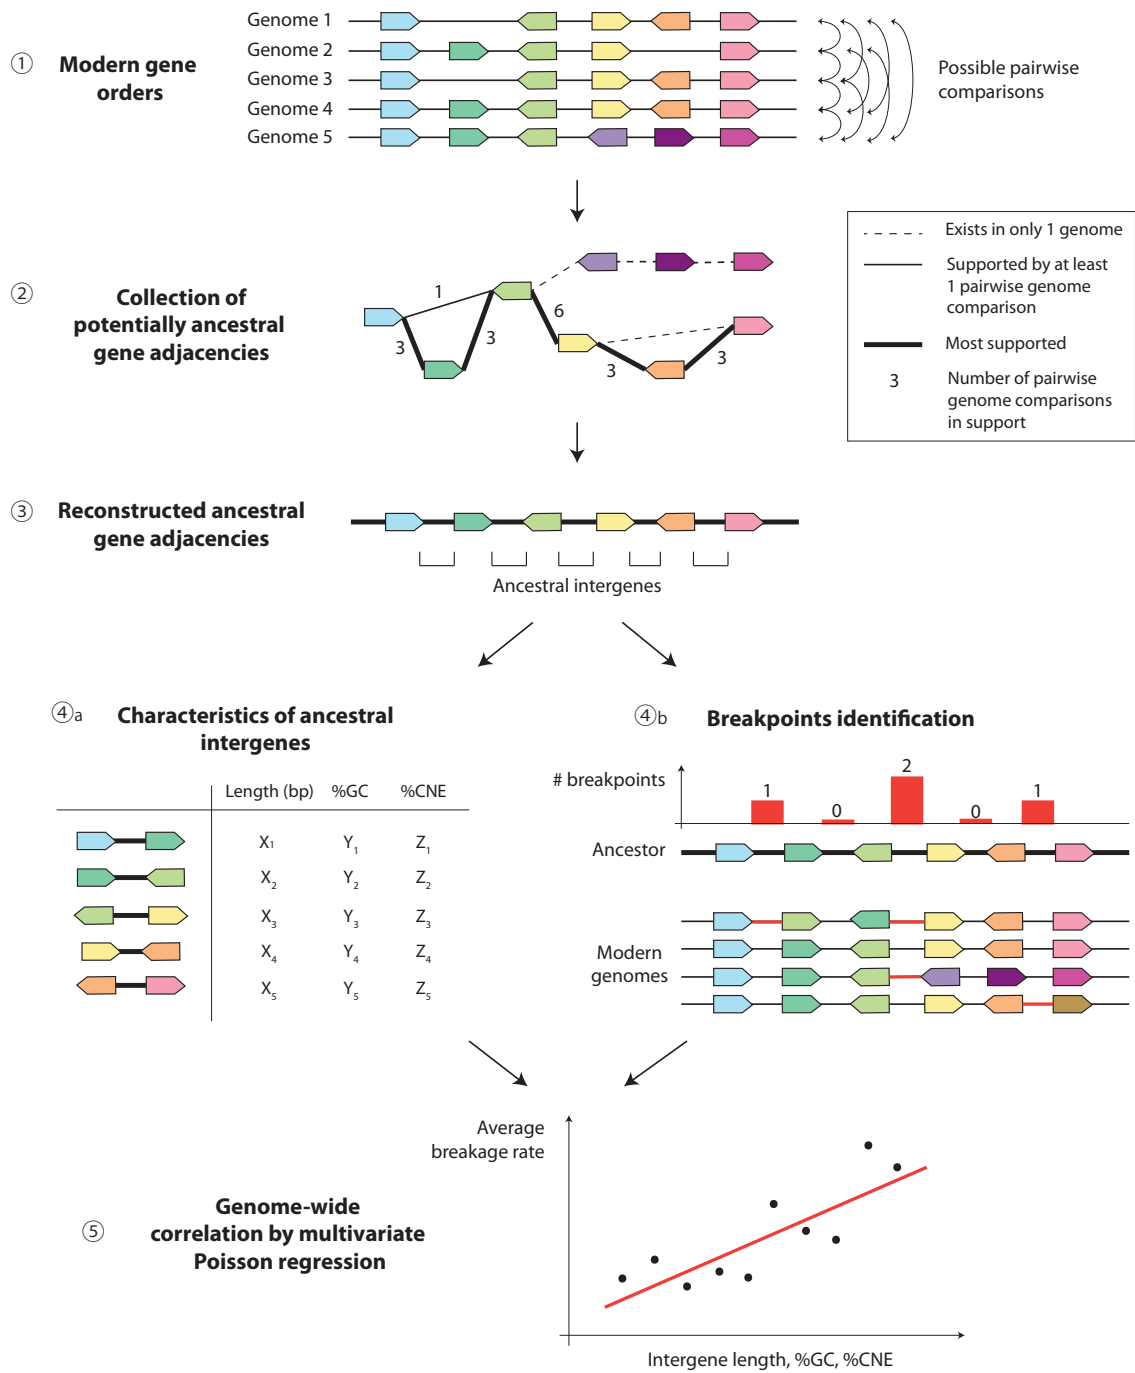 Genome 1
Genome 2
Genome 3
Genome 4
Genome 5
① Modern gene
orders
Possible pairwise
comparisons
② Collection of
potentially ancestral
gene adjacencies
1
3
3
6
3
3
Exists in only 1 genome
Supported by at least
1 pairwise genome
comparison
Most supported
3 Number of pairwise
genome comparisons
in support
③ Reconstructed ancestral
gene adjacencies
Ancestral intergenes
④a Characteristics of ancestral
intergenes
Length (bp) %GC %CNE
X1 Y1 Z1
X2 Y2 Z2
X3 Y3 Z3
X4 Y4 Z4
X5 Y5 Z5
④b Breakpoints identification
# breakpoints
1 0 2 0 1
Ancestor
Modern
genomes
⑤ Genome-wide
correlation by multivariate
Poisson regression
Average
breakage rate
Intergene length, %GC, %CNE